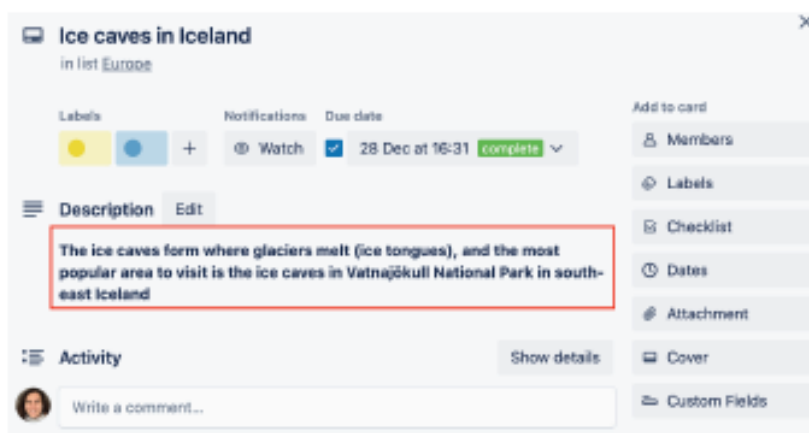 Ice caves in Iceland
in list Europe
Labels
Notifications
Due date
Watch
28 Dec at 16:31 complete
Description Edit
The ice caves form where glaciers melt (ice tongues), and the most
popular area to visit is the ice caves in Vatnajökull National Park in south-
east Iceland
Activity
Show details
Write a comment...
Add to card
Members
Labels
Checklist
Dates
Attachment
Cover
Custom Fields